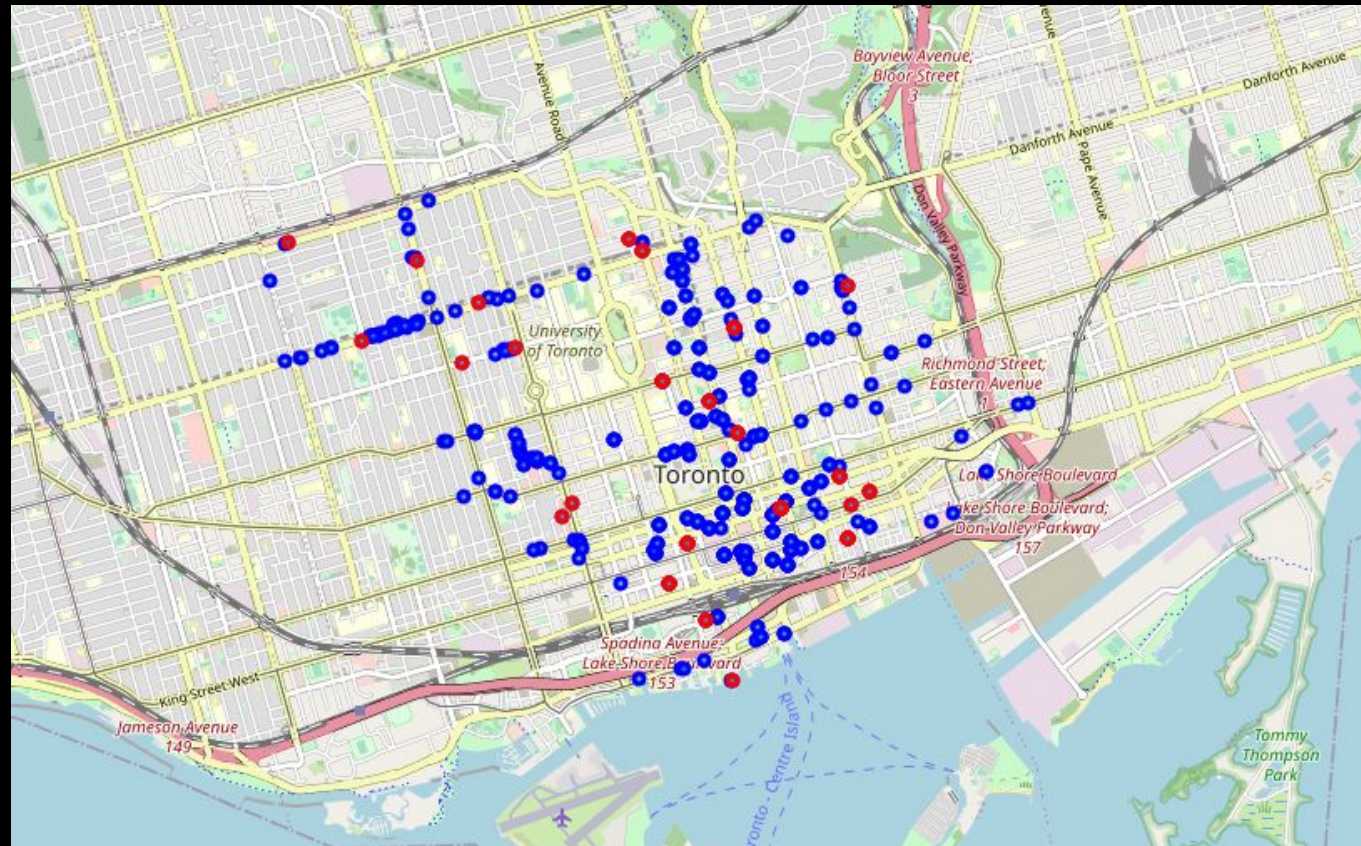 Bayview Avenue;
Bloor Street
3
Avenue Road
Danforth Avenue
Danforth Avenue
Pape Avenue
Don Valley Parkway
University
of Toronto
Richmond Street;
Eastern Avenue
Toronto
Lake Shore Boulevard
Lake Shore Boulevard;
Don Valley Parkway
157
154
Spadina Avenue;
Lake Shore Boulevard
153
King Street West
Jameson Avenue
149
Toronto - Centre Island
Tommy
Thompson
Park